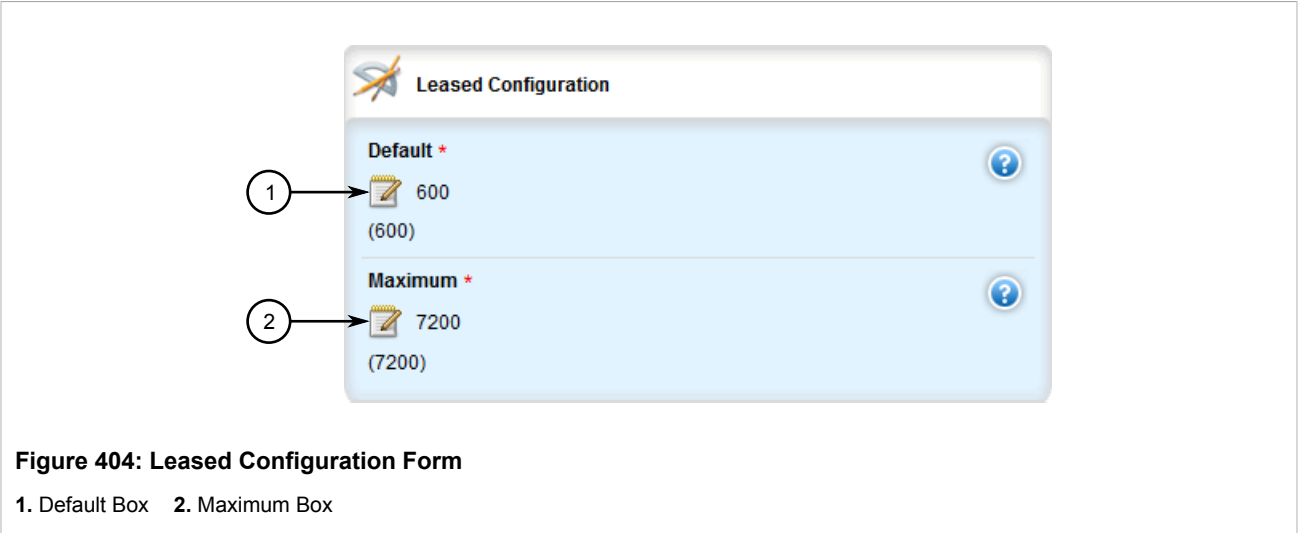 Leased Configuration
Default *
1
600
(600)
Maximum *
2
7200
(7200)
Figure 404: Leased Configuration Form
1. Default Box 2. Maximum Box